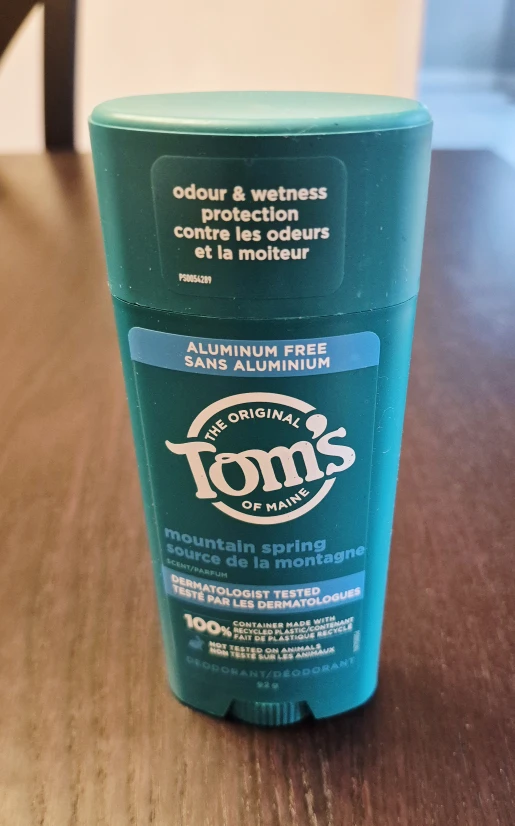 odour & wetness
protection
contre les odeurs
et la moiteur
ALUMINUM FREE
SANS ALUMINIUM
THE ORIGINAL
Tom's
OF MAINE
mountain spring
source de la montagne
SCENT/PARFUM
DERMATOLOGIST TESTED
TESTÉ PAR LES DERMATOLOGUES
100% CONTAINER MADE WITH
RECYCLED PLASTIC/CONTENANT
FAIT DE PLASTIQUE RECYCLÉ
NOT TESTED ON ANIMALS
NON TESTÉ SUR LES ANIMAUX
DEODORANT/DÉODORANT
92 g